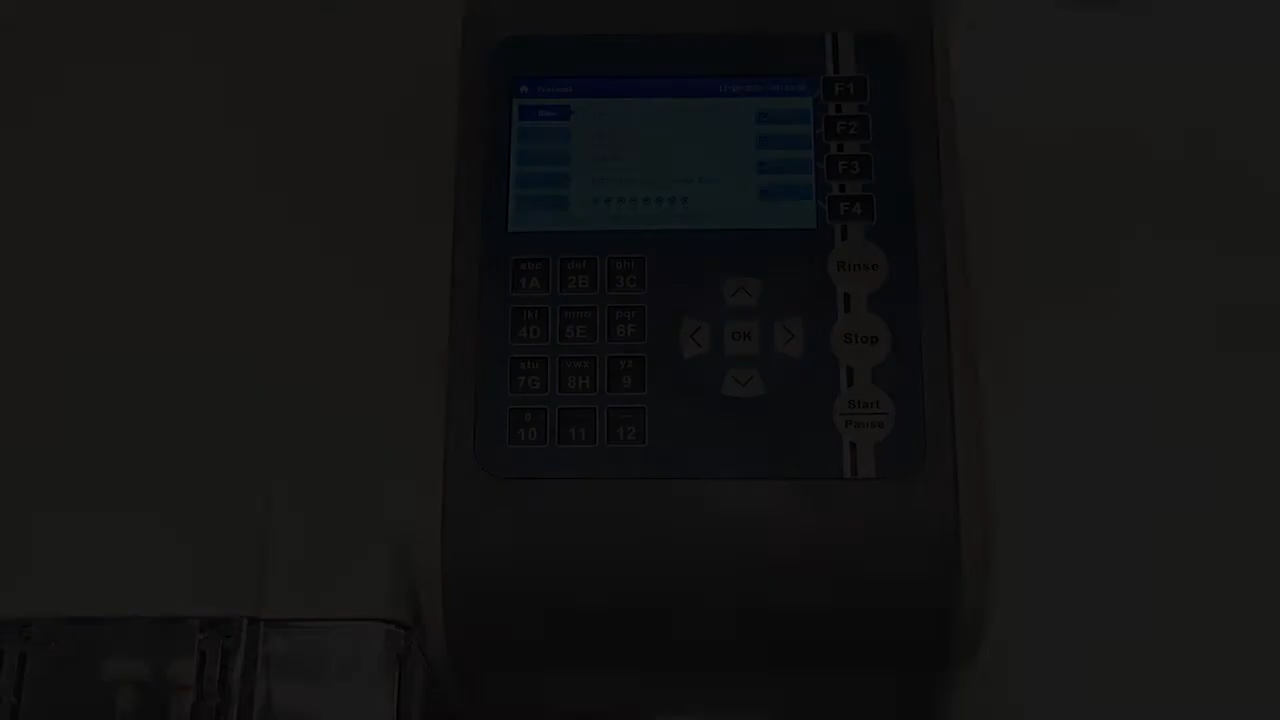 F1
F2
F3
F4
Rinse
Stop
Start
Pause
abc def ghi
1A 2B 3C
jkl mno pqr
4D 5E 6F
stu vwx yz
7G 8H 9
0
10 11 12
OK